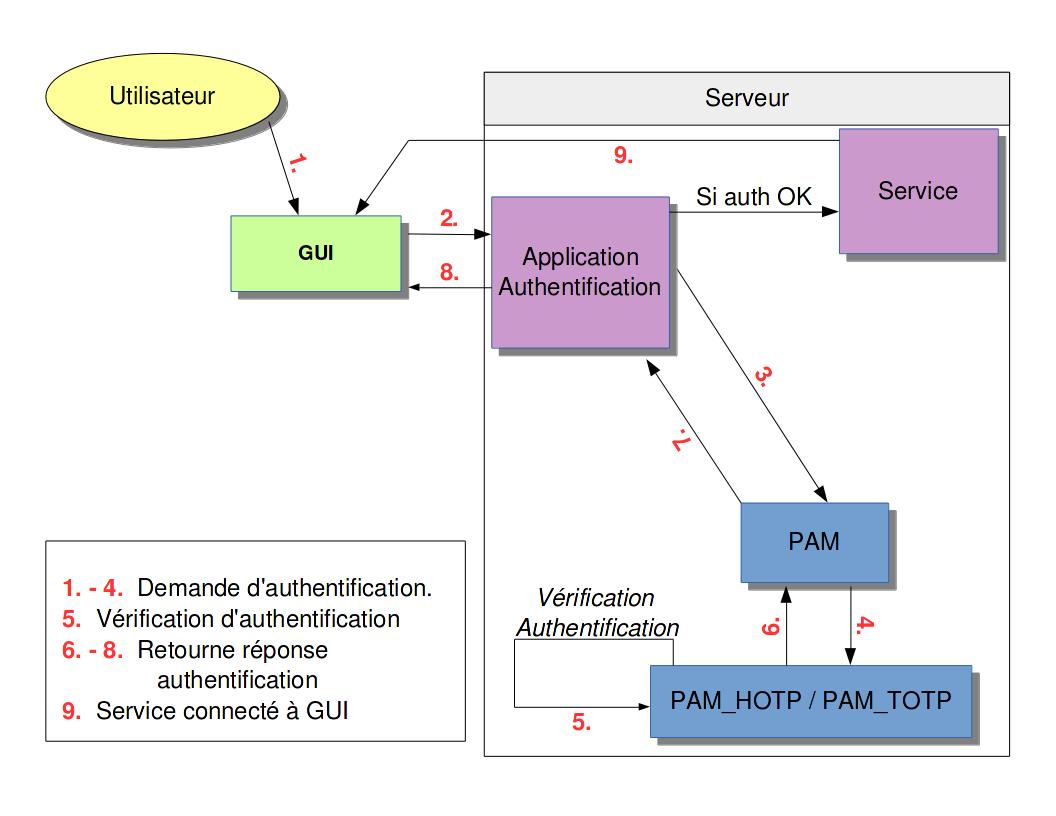 Utilisateur
Serveur
1.
9.
Service
Si auth OK
2.
GUI
8.
Application
Authentification
3.
7.
PAM
1. - 4. Demande d'authentification.
5. Vérification d'authentification
6. - 8. Retourne réponse
authentification
9. Service connecté à GUI
Vérification
Authentification
6.
4.
PAM_HOTP / PAM_TOTP
5.